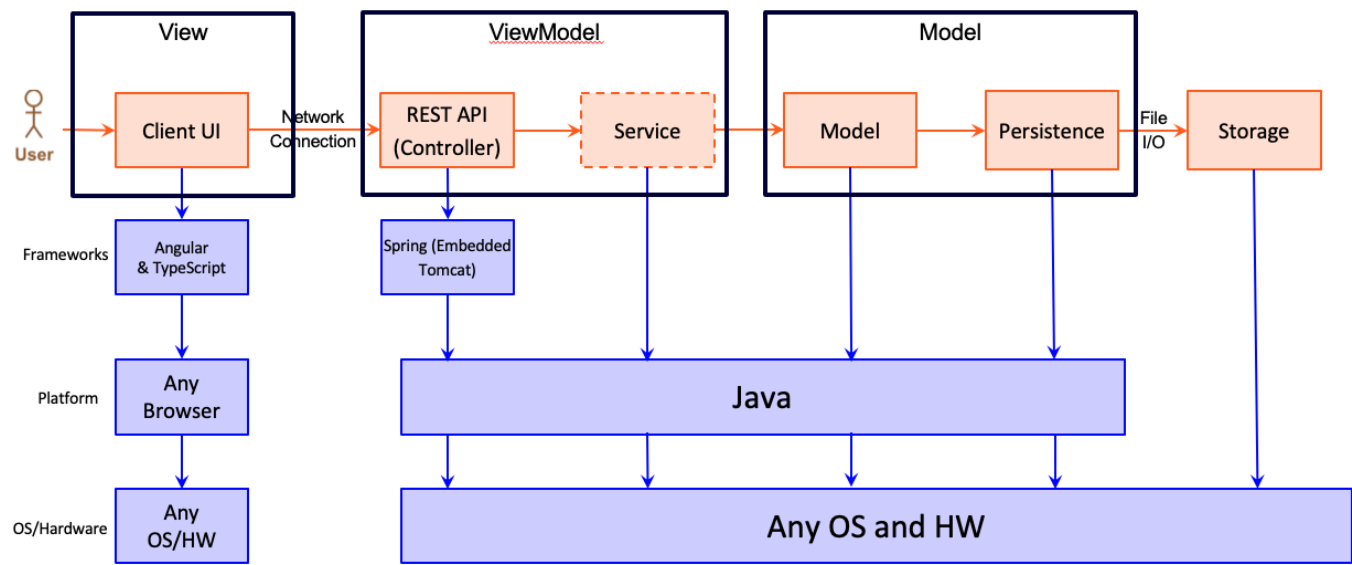 View
ViewModel
Model
User
Client UI
Network
Connection
REST API
(Controller)
Service
Model
Persistence
File
I/O
Storage
Frameworks
Angular
& TypeScript
Spring (Embedded
Tomcat)
Platform
Any
Browser
Java
OS/Hardware
Any
OS/HW
Any OS and HW